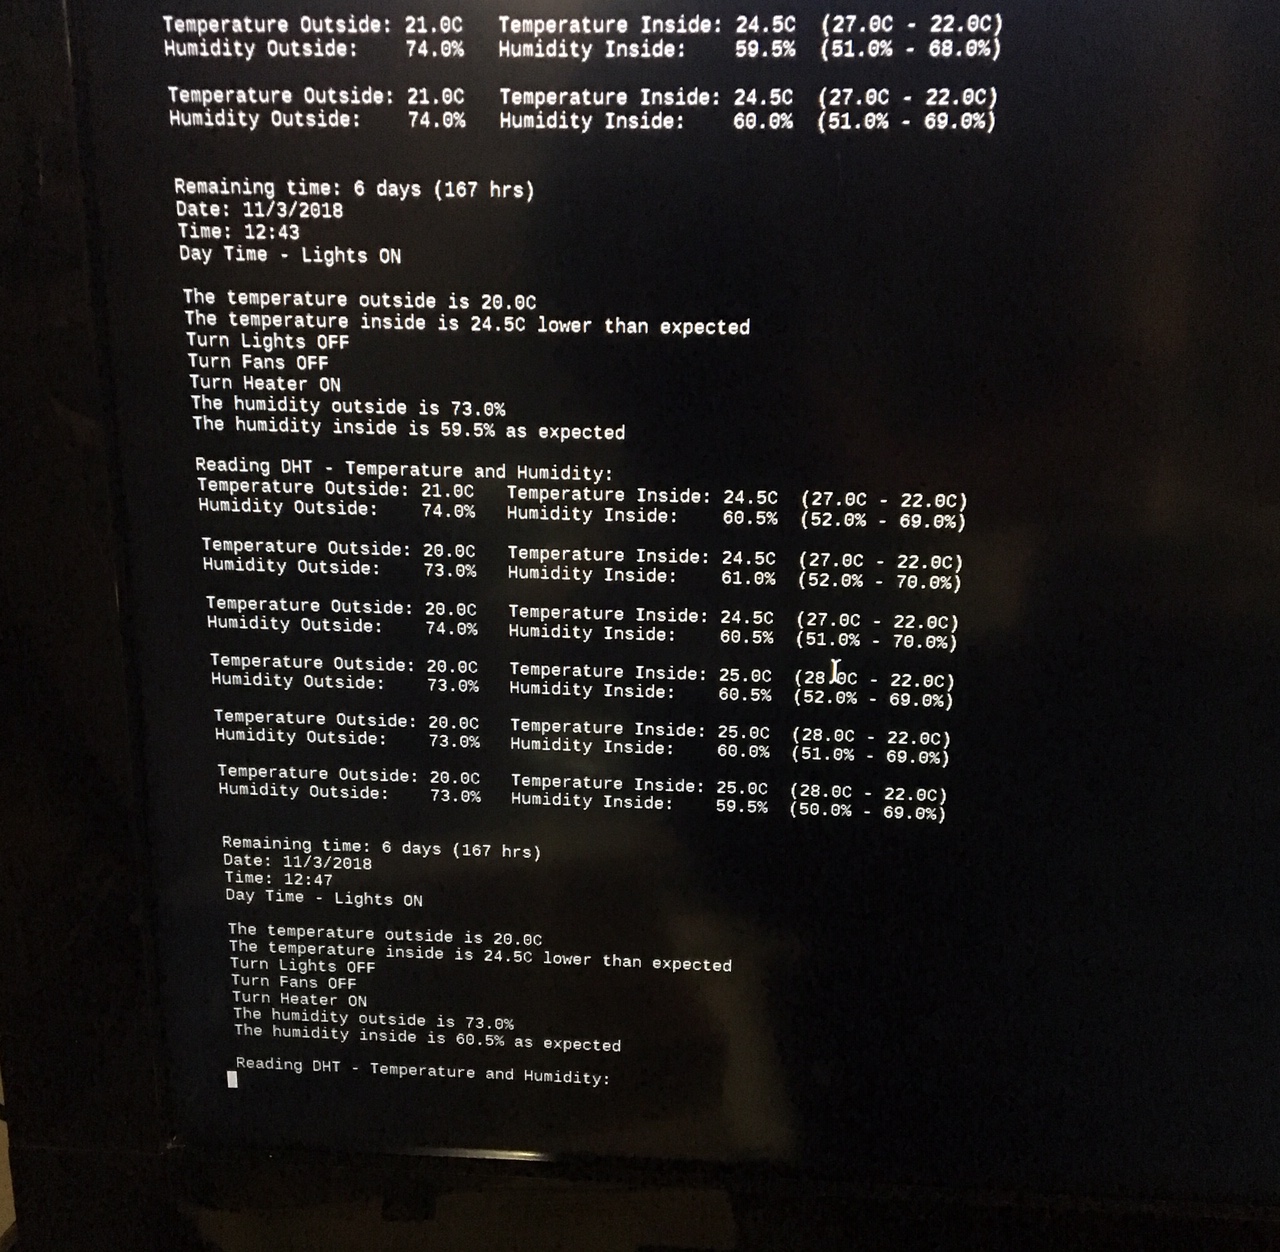 Temperature Outside: 21.0C   Temperature Inside: 24.5C  (27.0C - 22.0C)
Humidity Outside:    74.0%   Humidity Inside:    59.5%  (51.0% - 68.0%)
Temperature Outside: 21.0C   Temperature Inside: 24.5C  (27.0C - 22.0C)
Humidity Outside:    74.0%   Humidity Inside:    60.0%  (51.0% - 69.0%)
Remaining time: 6 days (167 hrs)
Date: 11/3/2018
Time: 12:43
Day Time - Lights ON
The temperature outside is 20.0C
The temperature inside is 24.5C lower than expected
Turn Lights OFF
Turn Fans OFF
Turn Heater ON
The humidity outside is 73.0%
The humidity inside is 59.5% as expected
Reading DHT - Temperature and Humidity:
Temperature Outside: 21.0C   Temperature Inside: 24.5C  (27.0C - 22.0C)
Humidity Outside:    74.0%   Humidity Inside:    60.5%  (52.0% - 69.0%)
Temperature Outside: 20.0C   Temperature Inside: 24.5C  (27.0C - 22.0C)
Humidity Outside:    73.0%   Humidity Inside:    61.0%  (52.0% - 70.0%)
Temperature Outside: 20.0C   Temperature Inside: 24.5C  (27.0C - 22.0C)
Humidity Outside:    74.0%   Humidity Inside:    60.5%  (51.0% - 70.0%)
Temperature Outside: 20.0C   Temperature Inside: 25.0C  (28.0C - 22.0C)
Humidity Outside:    73.0%   Humidity Inside:    60.5%  (52.0% - 69.0%)
Temperature Outside: 20.0C   Temperature Inside: 25.0C  (28.0C - 22.0C)
Humidity Outside:    73.0%   Humidity Inside:    60.0%  (51.0% - 69.0%)
Temperature Outside: 20.0C   Temperature Inside: 25.0C  (28.0C - 22.0C)
Humidity Outside:    73.0%   Humidity Inside:    59.5%  (50.0% - 69.0%)
Remaining time: 6 days (167 hrs)
Date: 11/3/2018
Time: 12:47
Day Time - Lights ON
The temperature outside is 20.0C
The temperature inside is 24.5C lower than expected
Turn Lights OFF
Turn Fans OFF
Turn Heater ON
The humidity outside is 73.0%
The humidity inside is 60.5% as expected
Reading DHT - Temperature and Humidity: